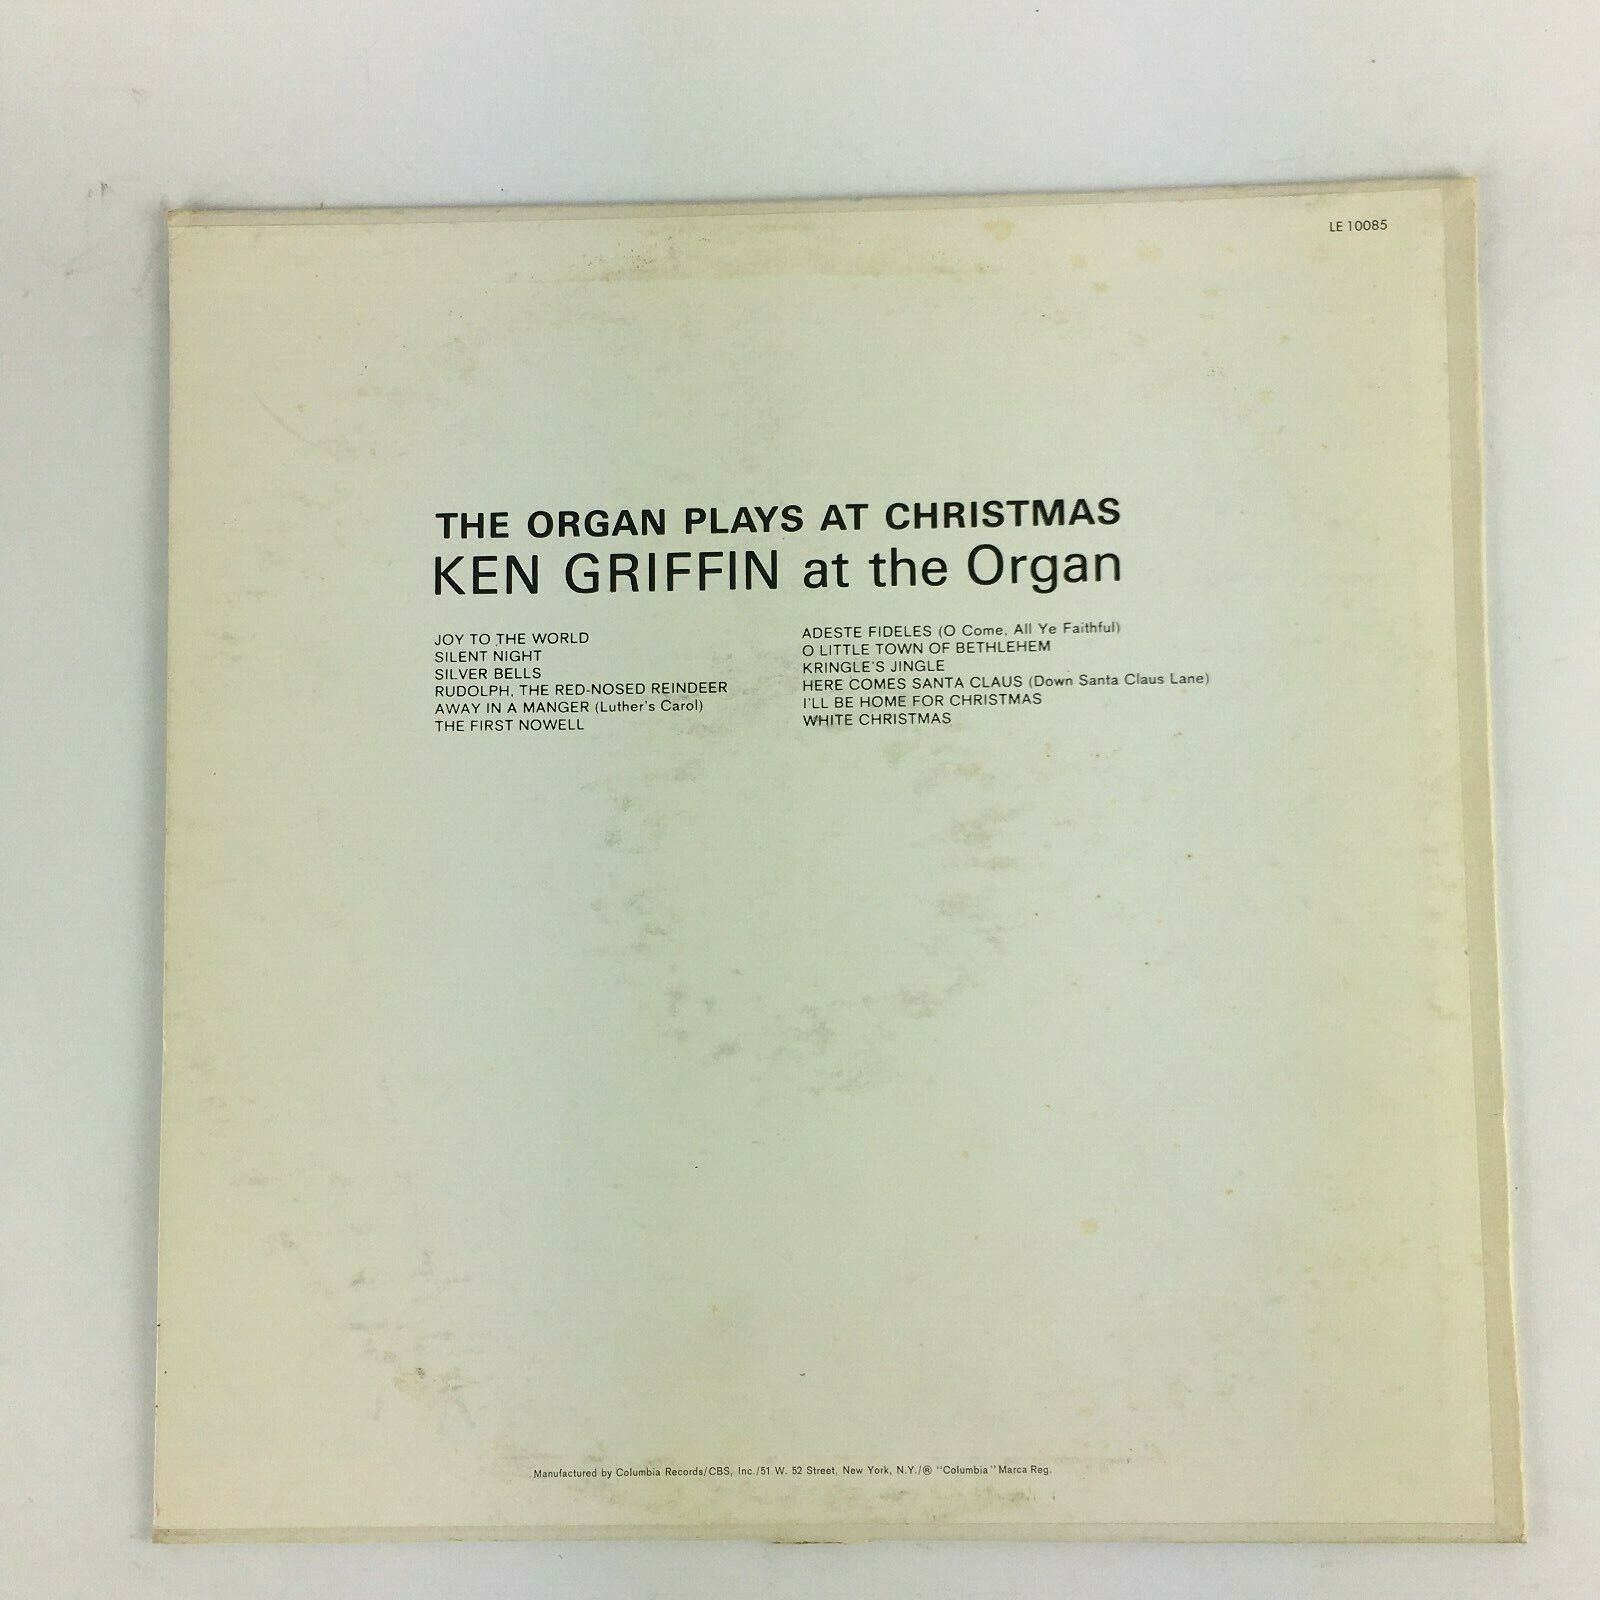 LE 10085
THE ORGAN PLAYS AT CHRISTMAS
KEN GRIFFIN at the Organ
JOY TO THE WORLD
SILENT NIGHT
SILVER BELLS
RUDOLPH, THE RED-NOSED REINDEER
AWAY IN A MANGER (Luther's Carol)
THE FIRST NOWELL
ADESTE FIDELES (O Come, All Ye Faithful)
O LITTLE TOWN OF BETHLEHEM
KRINGLE'S JINGLE
HERE COMES SANTA CLAUS (Down Santa Claus Lane)
I'LL BE HOME FOR CHRISTMAS
WHITE CHRISTMAS
Manufactured by Columbia Records/CBS, Inc./51 W. 52 Street, New York, N.Y./® "Columbia" Marca Reg.